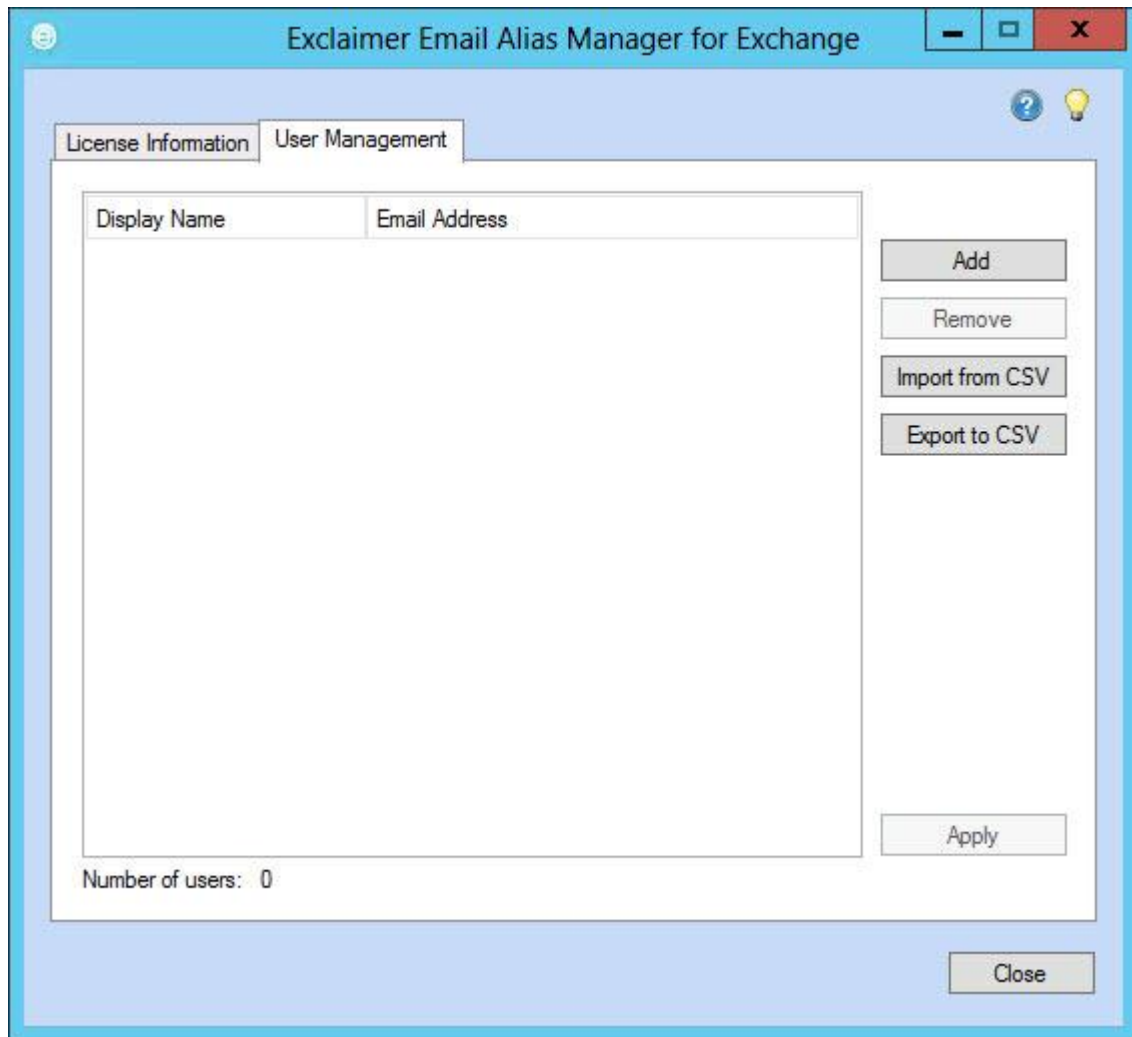 Exclaimer Email Alias Manager for Exchange
License Information
User Management
Display Name
Email Address
Add
Remove
Import from CSV
Export to CSV
Apply
Number of users: 0
Close